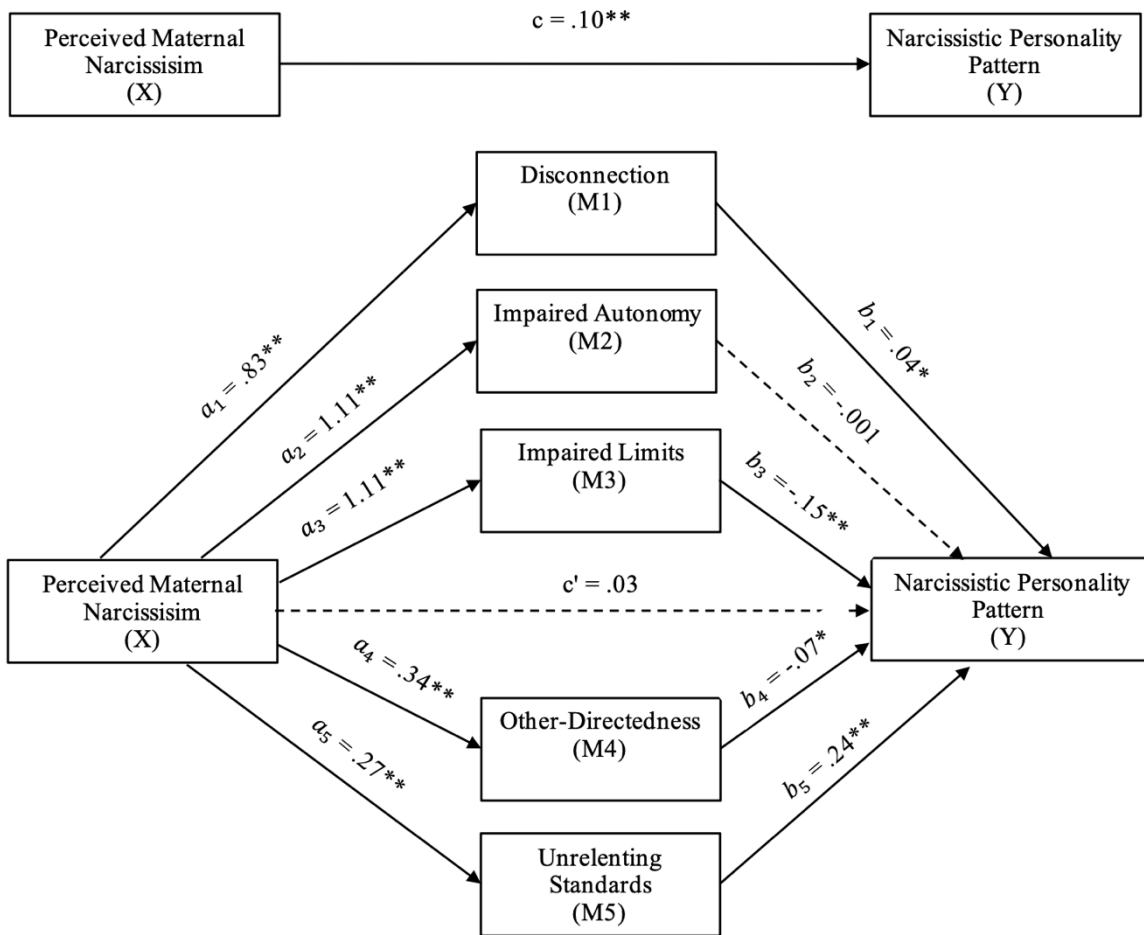 c = .10**
Perceived Maternal
Narcissisim
(X)
Narcissistic Personality
Pattern
(Y)
Disconnection
(M1)
Impaired Autonomy
(M2)
Impaired Limits
(M3)
a₁ = .83**
a₂ = 1.11**
a₃ = 1.11**
b₁ = .04*
b₂ = -.001
b₃ = -.15**
Perceived Maternal
Narcissisim
(X)
c' = .03
Narcissistic Personality
Pattern
(Y)
a₄ = .34**
a₅ = .27**
b₄ = -.07*
b₅ = .24**
Other-Directedness
(M4)
Unrelenting
Standards
(M5)